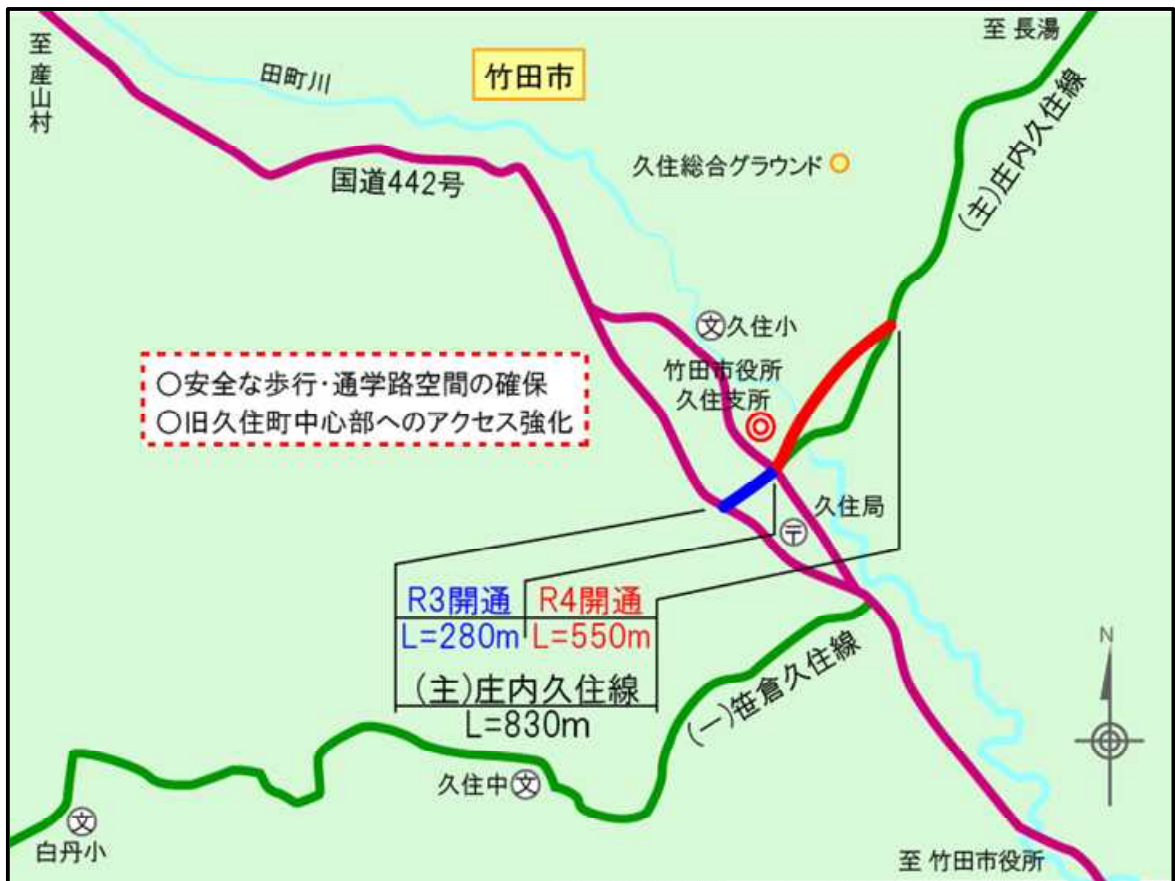 至 長湯
至産山村
田町川
竹田市
久住総合グラウンド
(主)庄内久住線
国道442号
文久住小
竹田市役所
久住支所
○安全な歩行・通学路空間の確保
○旧久住町中心部へのアクセス強化
久住局
〒
R3開通
R4開通
L=280m
L=550m
(主)庄内久住線
L=830m
(一)笹倉久住線
N
久住中文
文
白丹小
至 竹田市役所